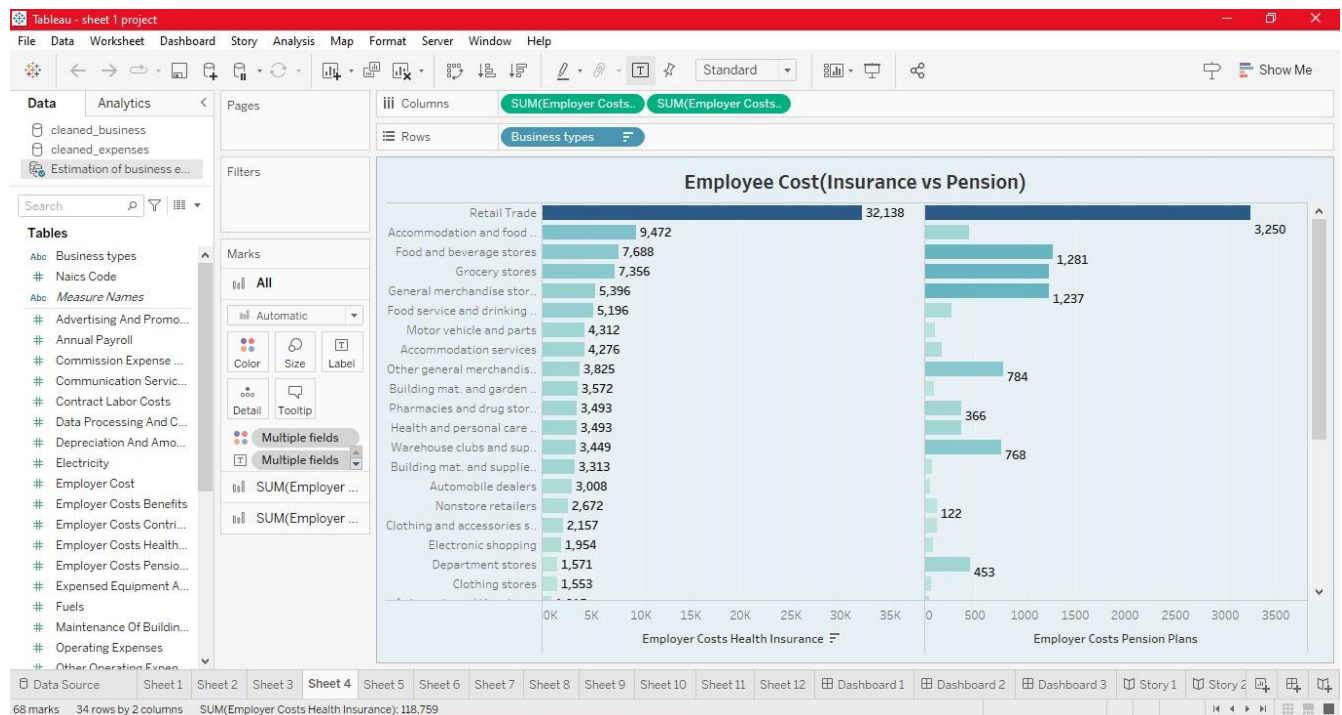 Tableau - sheet 1 project
File Data Worksheet Dashboard Story Analysis Map Format Server Window Help
Standard
Show Me
Data Analytics
cleaned_business
cleaned_expenses
Estimation of business e...
Search
Tables
Abc Business types
# Naics Code
Abc Measure Names
# Advertising And Promo...
# Annual Payroll
# Commission Expense ...
# Communication Servic...
# Contract Labor Costs
# Data Processing And C...
# Depreciation And Amo...
# Electricity
# Employer Cost
# Employer Costs Benefits
# Employer Costs Contri...
# Employer Costs Health...
# Employer Costs Pensio...
# Expensed Equipment A...
# Fuels
# Maintenance Of Buildin...
# Operating Expenses
# Other Operating Expen...
Pages
Filters
Marks
All
Automatic
Color Size Label
Detail Tooltip
Multiple fields
Multiple fields
SUM(Employer ...
SUM(Employer ...
iii Columns SUM(Employer Costs.. SUM(Employer Costs..
Rows Business types
Employee Cost(Insurance vs Pension)
Retail Trade 32,138 3,250
Accommodation and food .. 9,472
Food and beverage stores 7,688 1,281
Grocery stores 7,356
General merchandise stor.. 5,396 1,237
Food service and drinking .. 5,196
Motor vehicle and parts 4,312
Accommodation services 4,276
Other general merchandis.. 3,825 784
Building mat. and garden .. 3,572
Pharmacies and drug stor.. 3,493 366
Health and personal care .. 3,493
Warehouse clubs and sup.. 3,449 768
Building mat. and supplie.. 3,313
Automobile dealers 3,008
Nonstore retailers 2,672 122
Clothing and accessories s.. 2,157
Electronic shopping 1,954
Department stores 1,571 453
Clothing stores 1,553
0K 5K 10K 15K 20K 25K 30K 35K 0 500 1000 1500 2000 2500 3000 3500
Employer Costs Health Insurance Employer Costs Pension Plans
Data Source Sheet 1 Sheet 2 Sheet 3 Sheet 4 Sheet 5 Sheet 6 Sheet 7 Sheet 8 Sheet 9 Sheet 10 Sheet 11 Sheet 12 Dashboard 1 Dashboard 2 Dashboard 3 Story 1 Story 2
68 marks 34 rows by 2 columns SUM(Employer Costs Health Insurance): 118,759